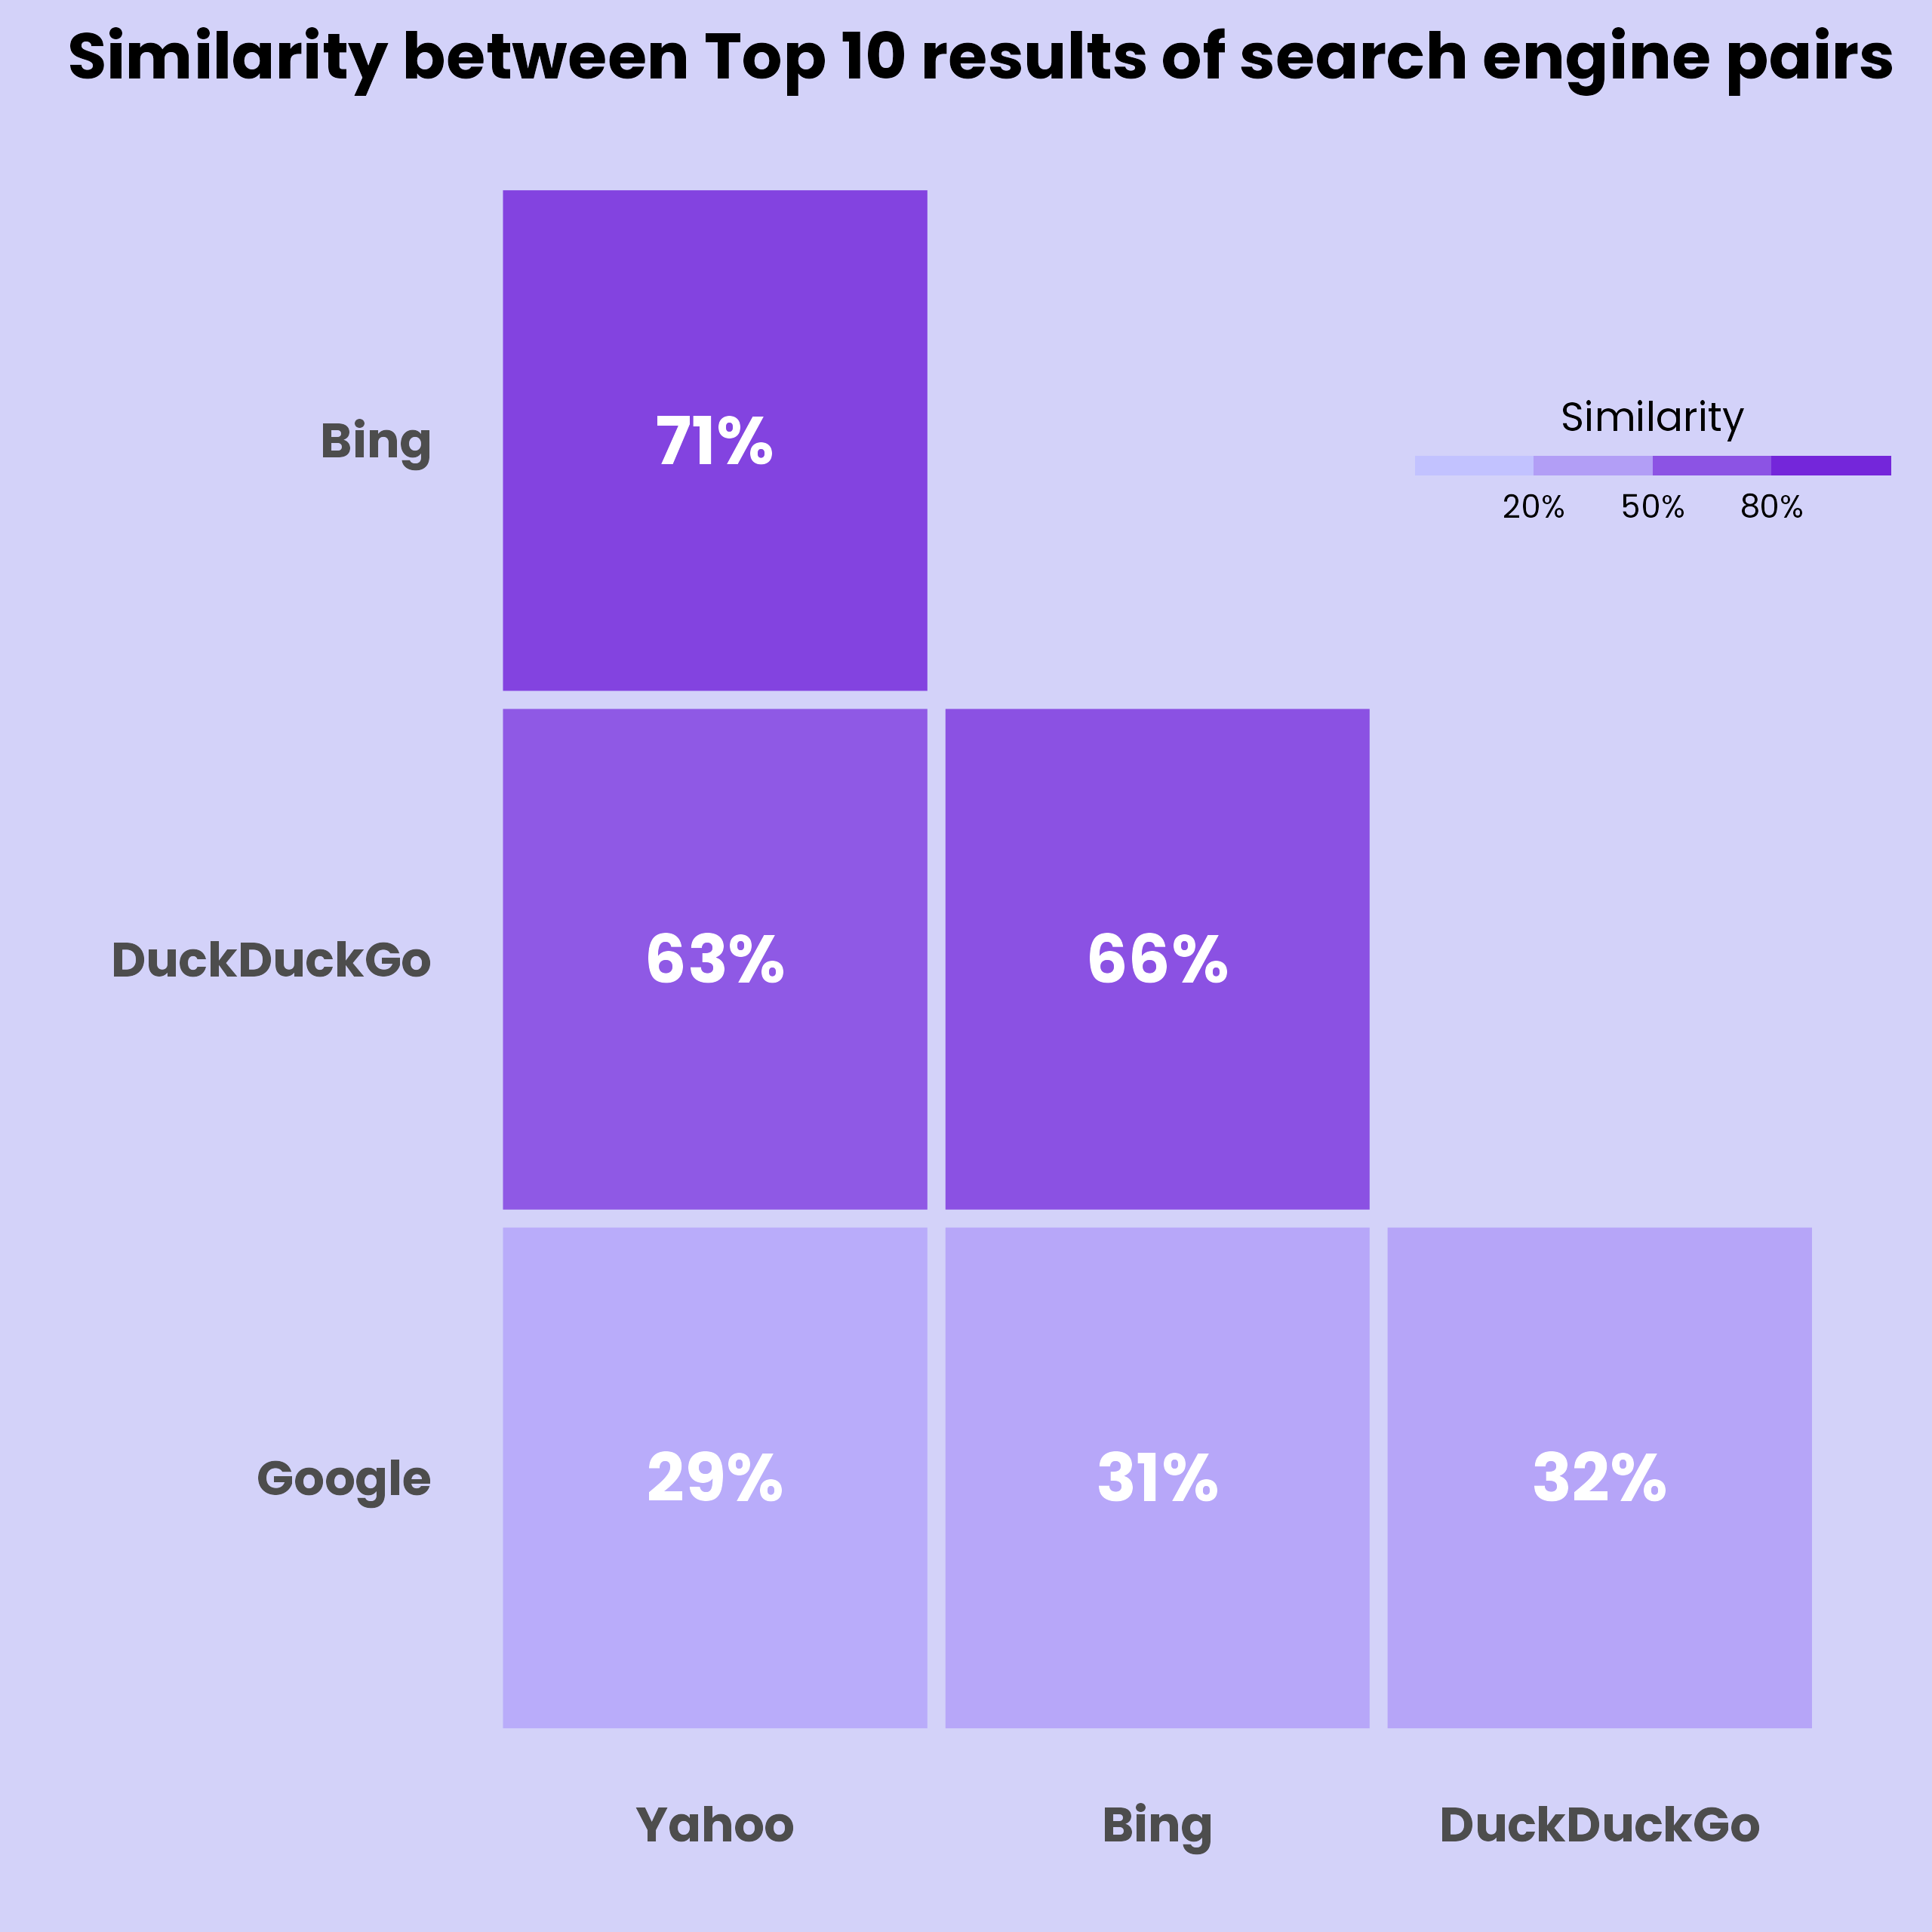 Similarity between Top 10 results of search engine pairs
Bing
71%
Similarity
20% 50% 80%
DuckDuckGo
63%
66%
Google
29%
31%
32%
Yahoo
Bing
DuckDuckGo